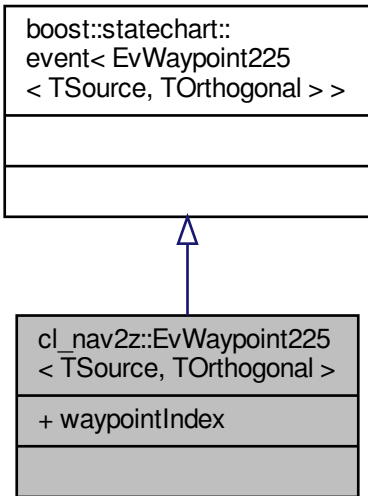 boost::statechart::
event< EvWaypoint225
< TSource, TOrthogonal > >
cl_nav2z::EvWaypoint225
< TSource, TOrthogonal >
+ waypointIndex